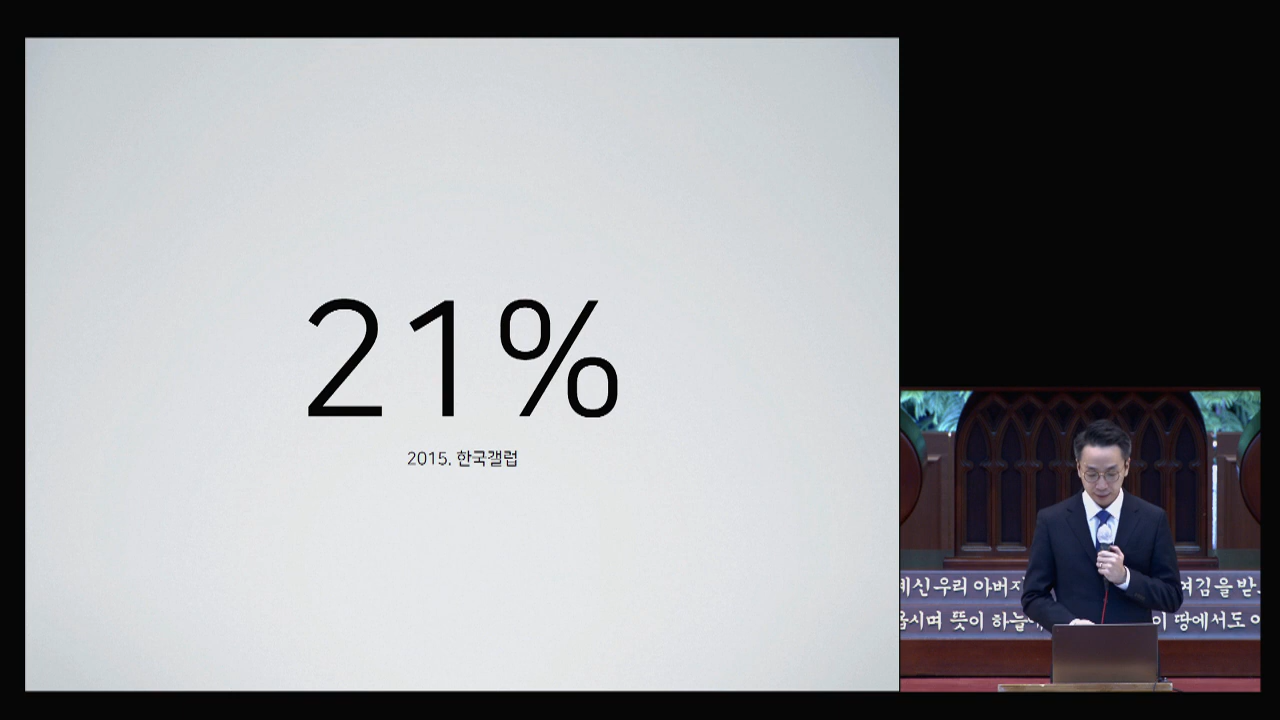 21%
2015. 한국갤럽
계신 우리 아버지 여김을 받
옵시며 뜻이 하늘에 이 땅에서도